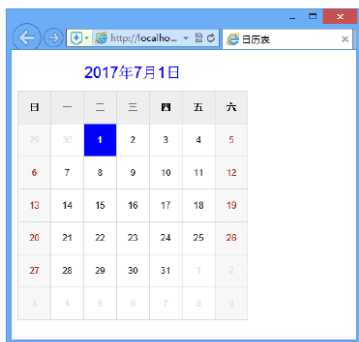 http://localho...
日历表
2017年7月1日
日 一 二 三 四 五 六
29 30 1 2 3 4 5
6 7 8 9 10 11 12
13 14 15 16 17 18 19
20 21 22 23 24 25 26
27 28 29 30 31 1 2
3 4 5 6 7 8 9